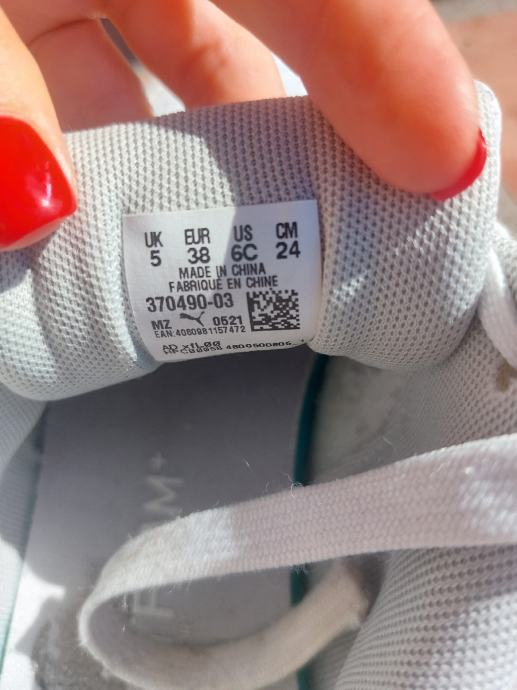 UK EUR US CM
5 38 6C 24
MADE IN CHINA
FABRIQUÉ EN CHINE
370490-03
MZ 0521
EAN:4060981157472